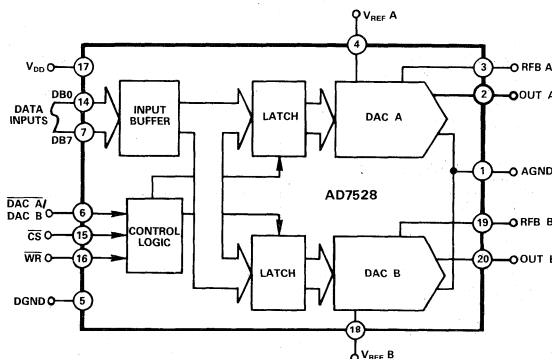 V_REF A
4
V_DD
17
3
RFB A
DB0
14
2
OUT A
DATA
INPUTS
7
DB7
INPUT
BUFFER
LATCH
DAC A
1
AGND
AD7528
DAC A/
DAC B
6
CS
15
WR
16
CONTROL
LOGIC
19
RFB B
LATCH
DAC B
20
OUT B
DGND
5
18
V_REF B